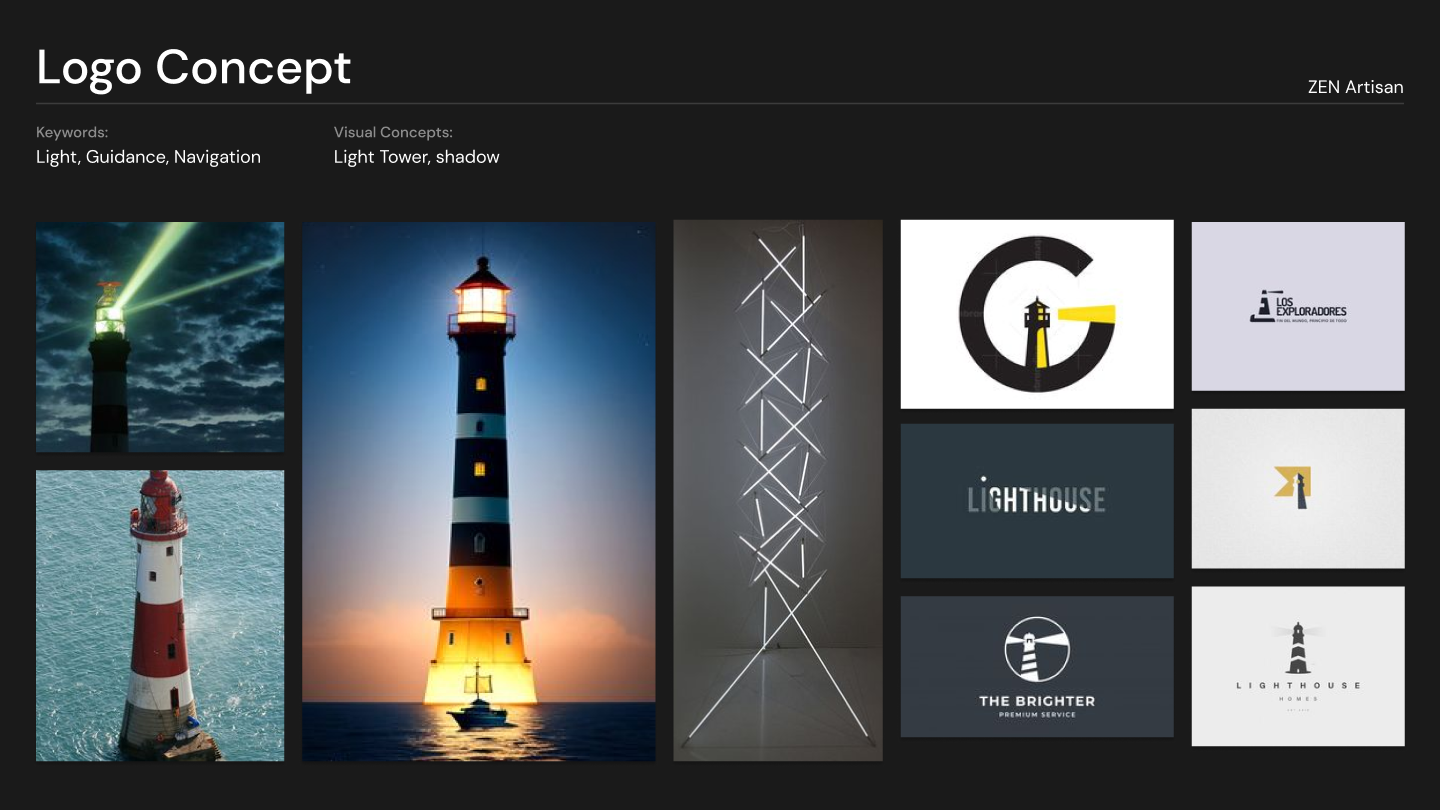 Logo Concept
ZEN Artisan
Keywords:
Visual Concepts:
Light, Guidance, Navigation
Light Tower, shadow
LOS
EXPLORADORES
FIN DEL MUNDO, PRINCIPIO DE TODO
LiGHTHOUSE
THE BRIGHTER
PREMIUM SERVICE
LIGHTHOUSE
HOMES